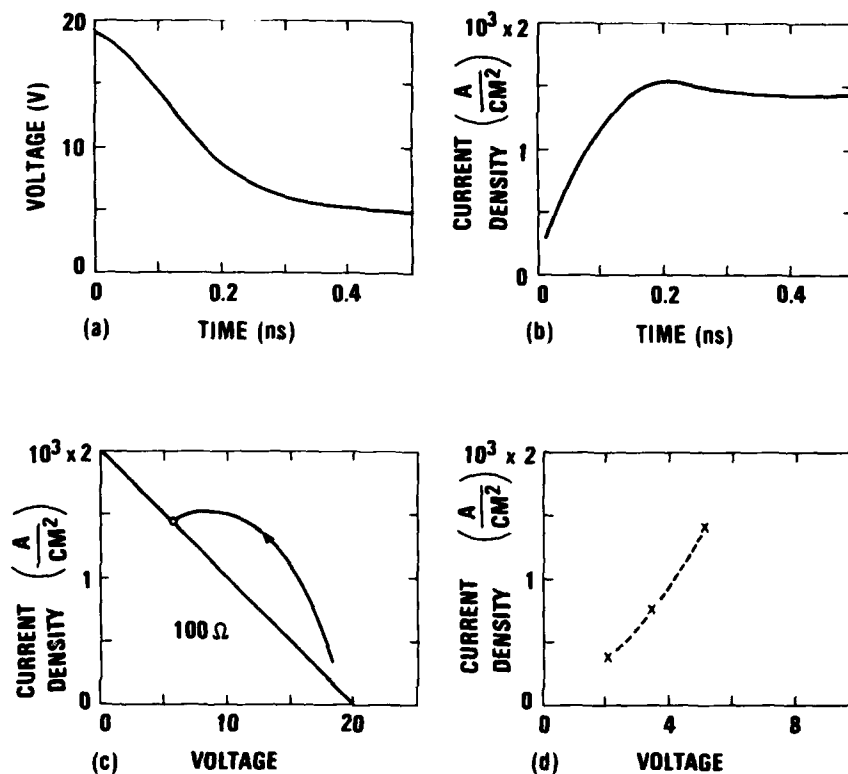 20
10
0
VOLTAGE (V)
0 0.2 0.4
(a) TIME (ns)
10³ x 2
1
0
CURRENT DENSITY (A/CM²)
0 0.2 0.4
(b) TIME (ns)
10³ x 2
1
0
CURRENT DENSITY (A/CM²)
100 Ω
0 10 20
(c) VOLTAGE
10³ x 2
1
0
CURRENT DENSITY (A/CM²)
0 4 8
(d) VOLTAGE